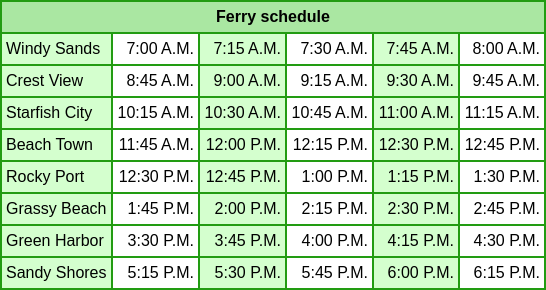 Ferry schedule
Windy Sands 7:00 A.M. 7:15 A.M. 7:30 A.M. 7:45 A.M. 8:00 A.M.
Crest View 8:45 A.M. 9:00 A.M. 9:15 A.M. 9:30 A.M. 9:45 A.M.
Starfish City 10:15 A.M. 10:30 A.M. 10:45 A.M. 11:00 A.M. 11:15 A.M.
Beach Town 11:45 A.M. 12:00 P.M. 12:15 P.M. 12:30 P.M. 12:45 P.M.
Rocky Port 12:30 P.M. 12:45 P.M. 1:00 P.M. 1:15 P.M. 1:30 P.M.
Grassy Beach 1:45 P.M. 2:00 P.M. 2:15 P.M. 2:30 P.M. 2:45 P.M.
Green Harbor 3:30 P.M. 3:45 P.M. 4:00 P.M. 4:15 P.M. 4:30 P.M.
Sandy Shores 5:15 P.M. 5:30 P.M. 5:45 P.M. 6:00 P.M. 6:15 P.M.